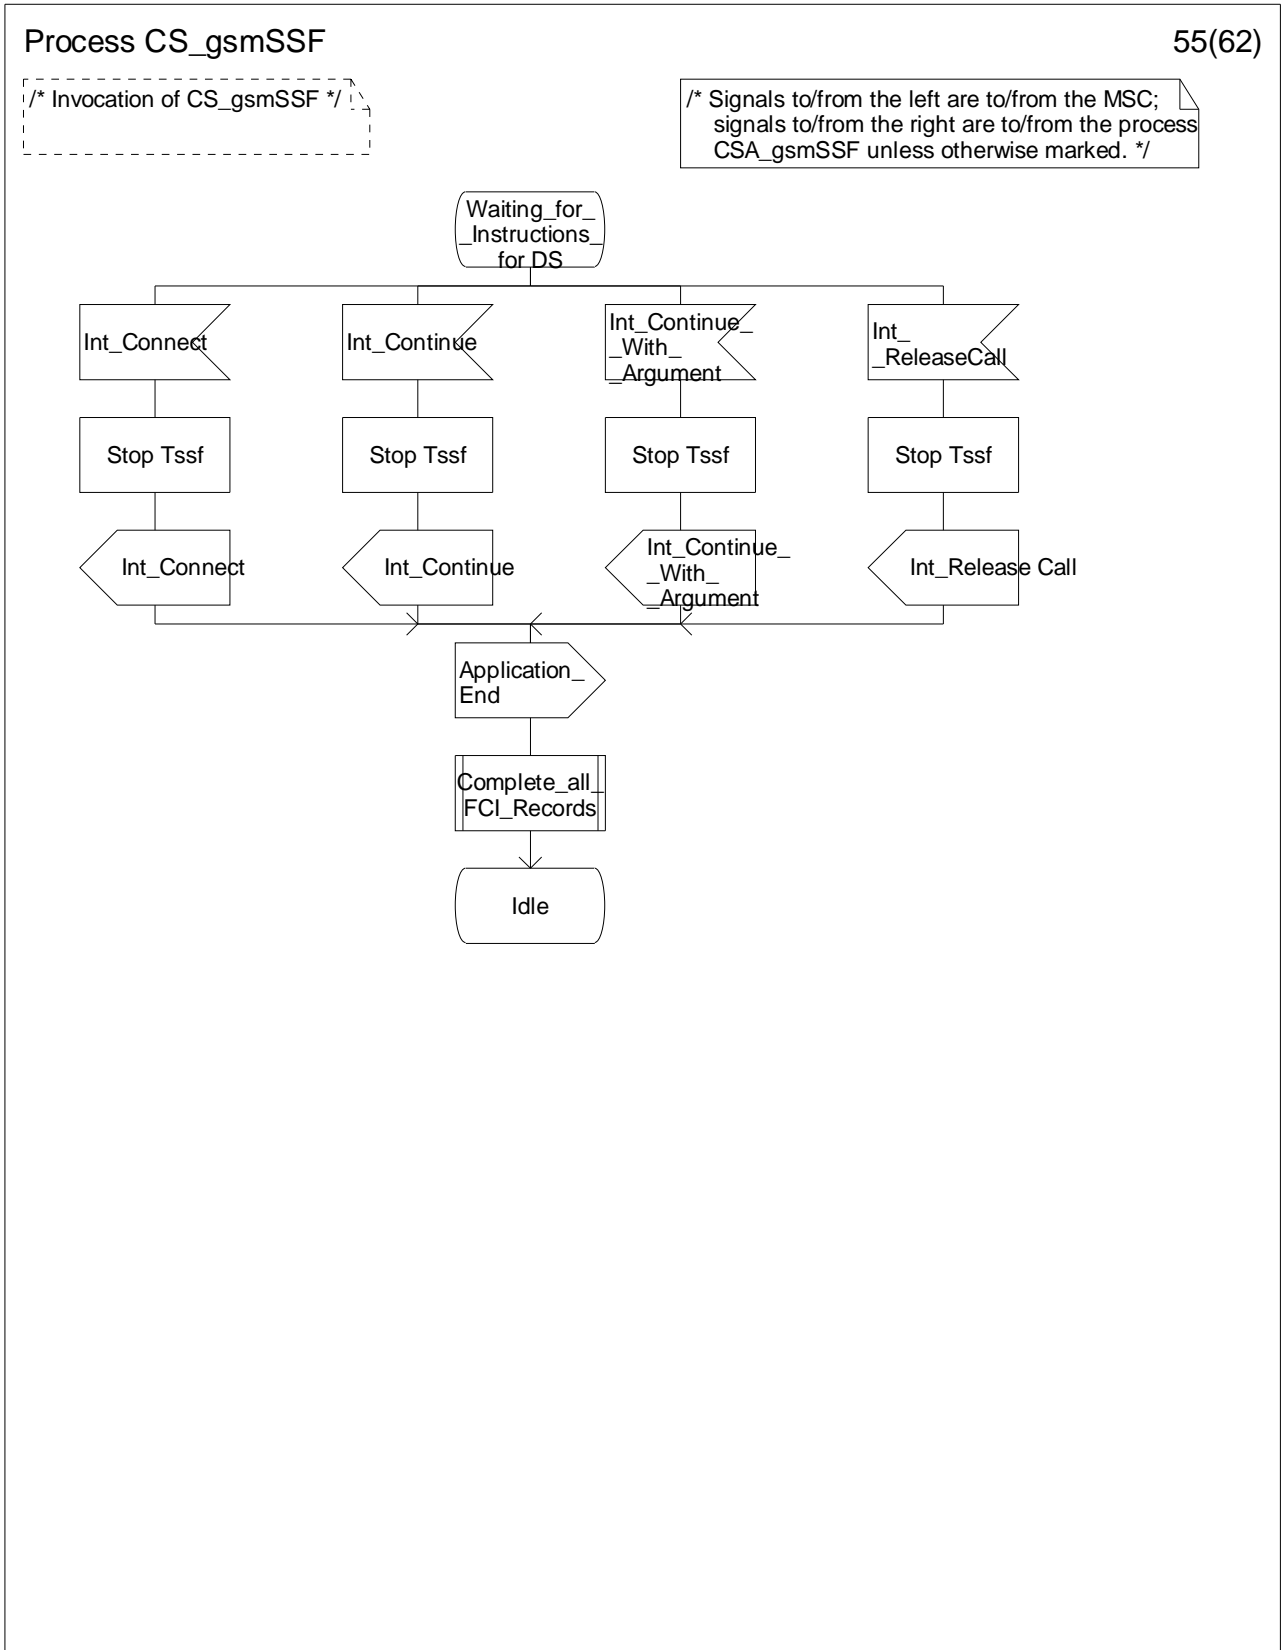 Process CS_gsmSSF
55(62)
/* Invocation of CS_gsmSSF */
/* Signals to/from the left are to/from the MSC;
signals to/from the right are to/from the process
CSA_gsmSSF unless otherwise marked. */
Waiting_for_
_Instructions_
for DS
Int_Connect
Int_Continue
Int_Continue_
_With_
_Argument
Int_
_ReleaseCall
Stop Tssf
Stop Tssf
Stop Tssf
Stop Tssf
Int_Connect
Int_Continue
Int_Continue_
_With_
_Argument
Int_Release Call
Application_
End
Complete_all_
FCI_Records
Idle